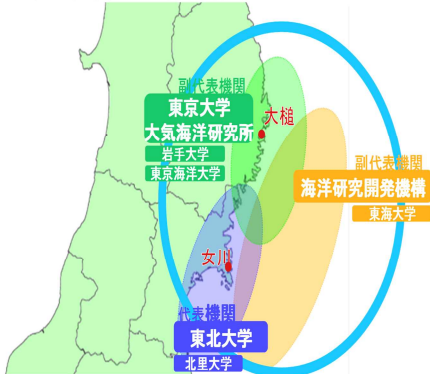 副代表機関
東京大学
大気海洋研究所
岩手大学
東京海洋大学
大槌
副代表機関
海洋研究開発機構
東海大学
女川
代表機関
東北大学
北里大学